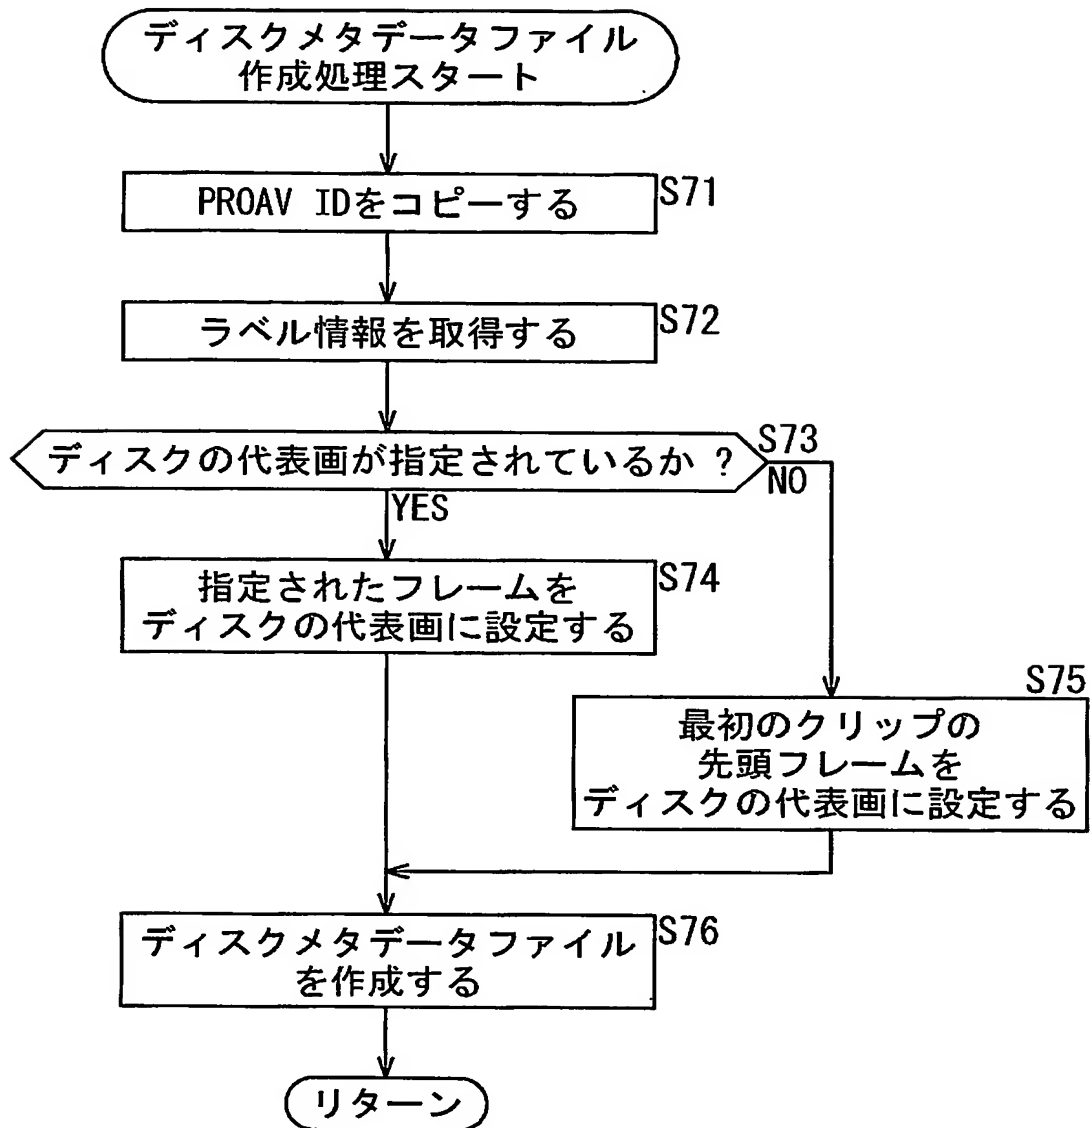 ディスクメタデータファイル
作成処理スタート
PROAV IDをコピーする
S71
ラベル情報を取得する
S72
ディスクの代表画が指定されているか ?
S73
NO
YES
指定されたフレームを
ディスクの代表画に設定する
S74
S75
最初のクリップの
先頭フレームを
ディスクの代表画に設定する
ディスクメタデータファイル
を作成する
S76
リターン